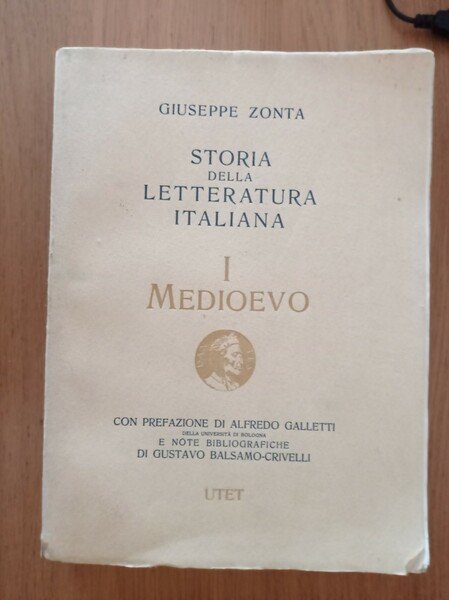 GIUSEPPE ZONTA
STORIA
DELLA
LETTERATURA
ITALIANA
I
MEDIOEVO
CON PREFAZIONE DI ALFREDO GALLETTI
DELLA UNIVERSITÀ DI BOLOGNA
E NOTE BIBLIOGRAFICHE
DI GUSTAVO BALSAMO-CRIVELLI
UTET